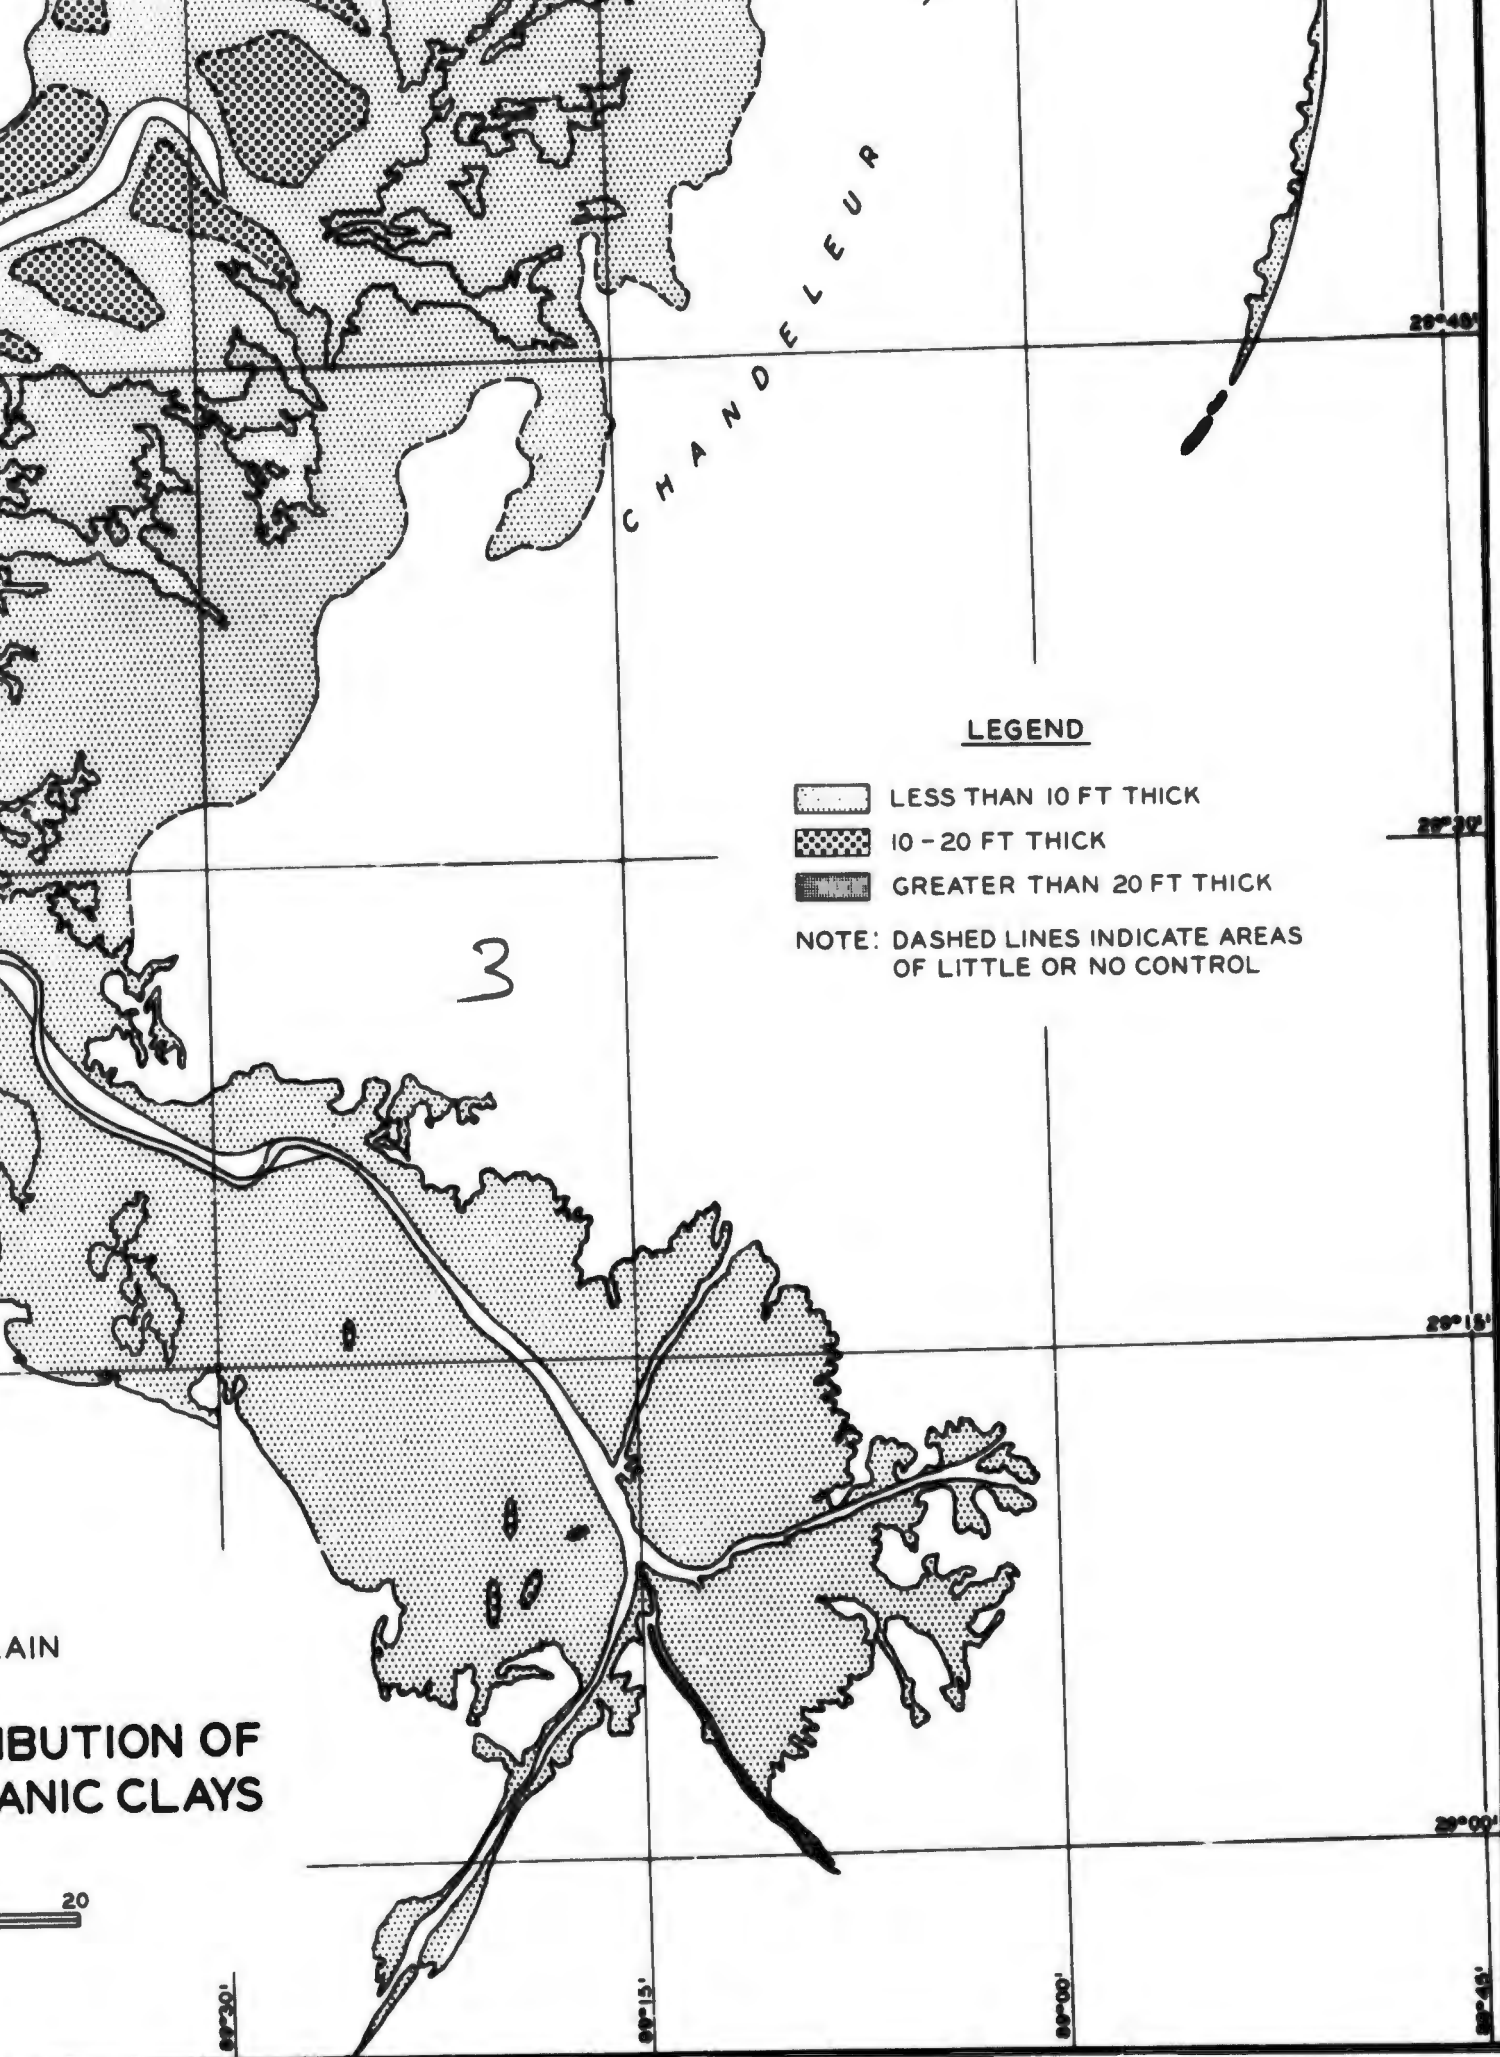 CHANDELEUR
29°45'
LEGEND
LESS THAN 10 FT THICK
10-20 FT THICK
GREATER THAN 20 FT THICK
NOTE: DASHED LINES INDICATE AREAS
OF LITTLE OR NO CONTROL
29°30'
3
29°15'
AIN
IBUTION OF
ANIC CLAYS
29°00'
20
89°30'
89°15'
89°00'